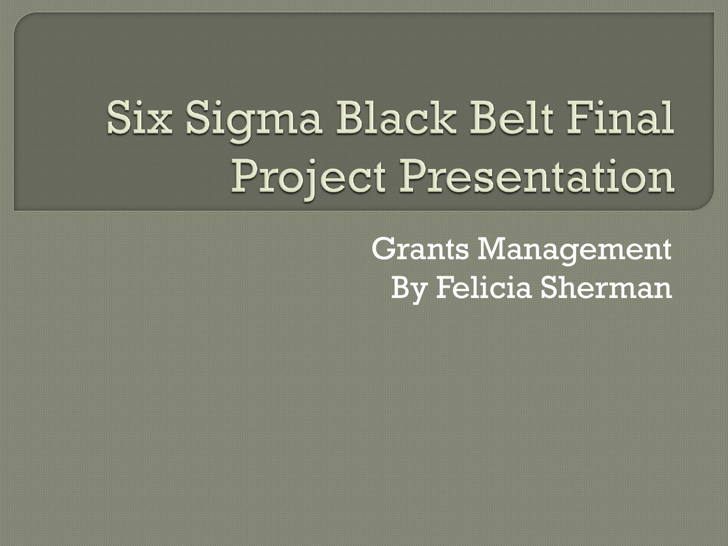 Six Sigma Black Belt Final
Project Presentation
Grants Management
By Felicia Sherman